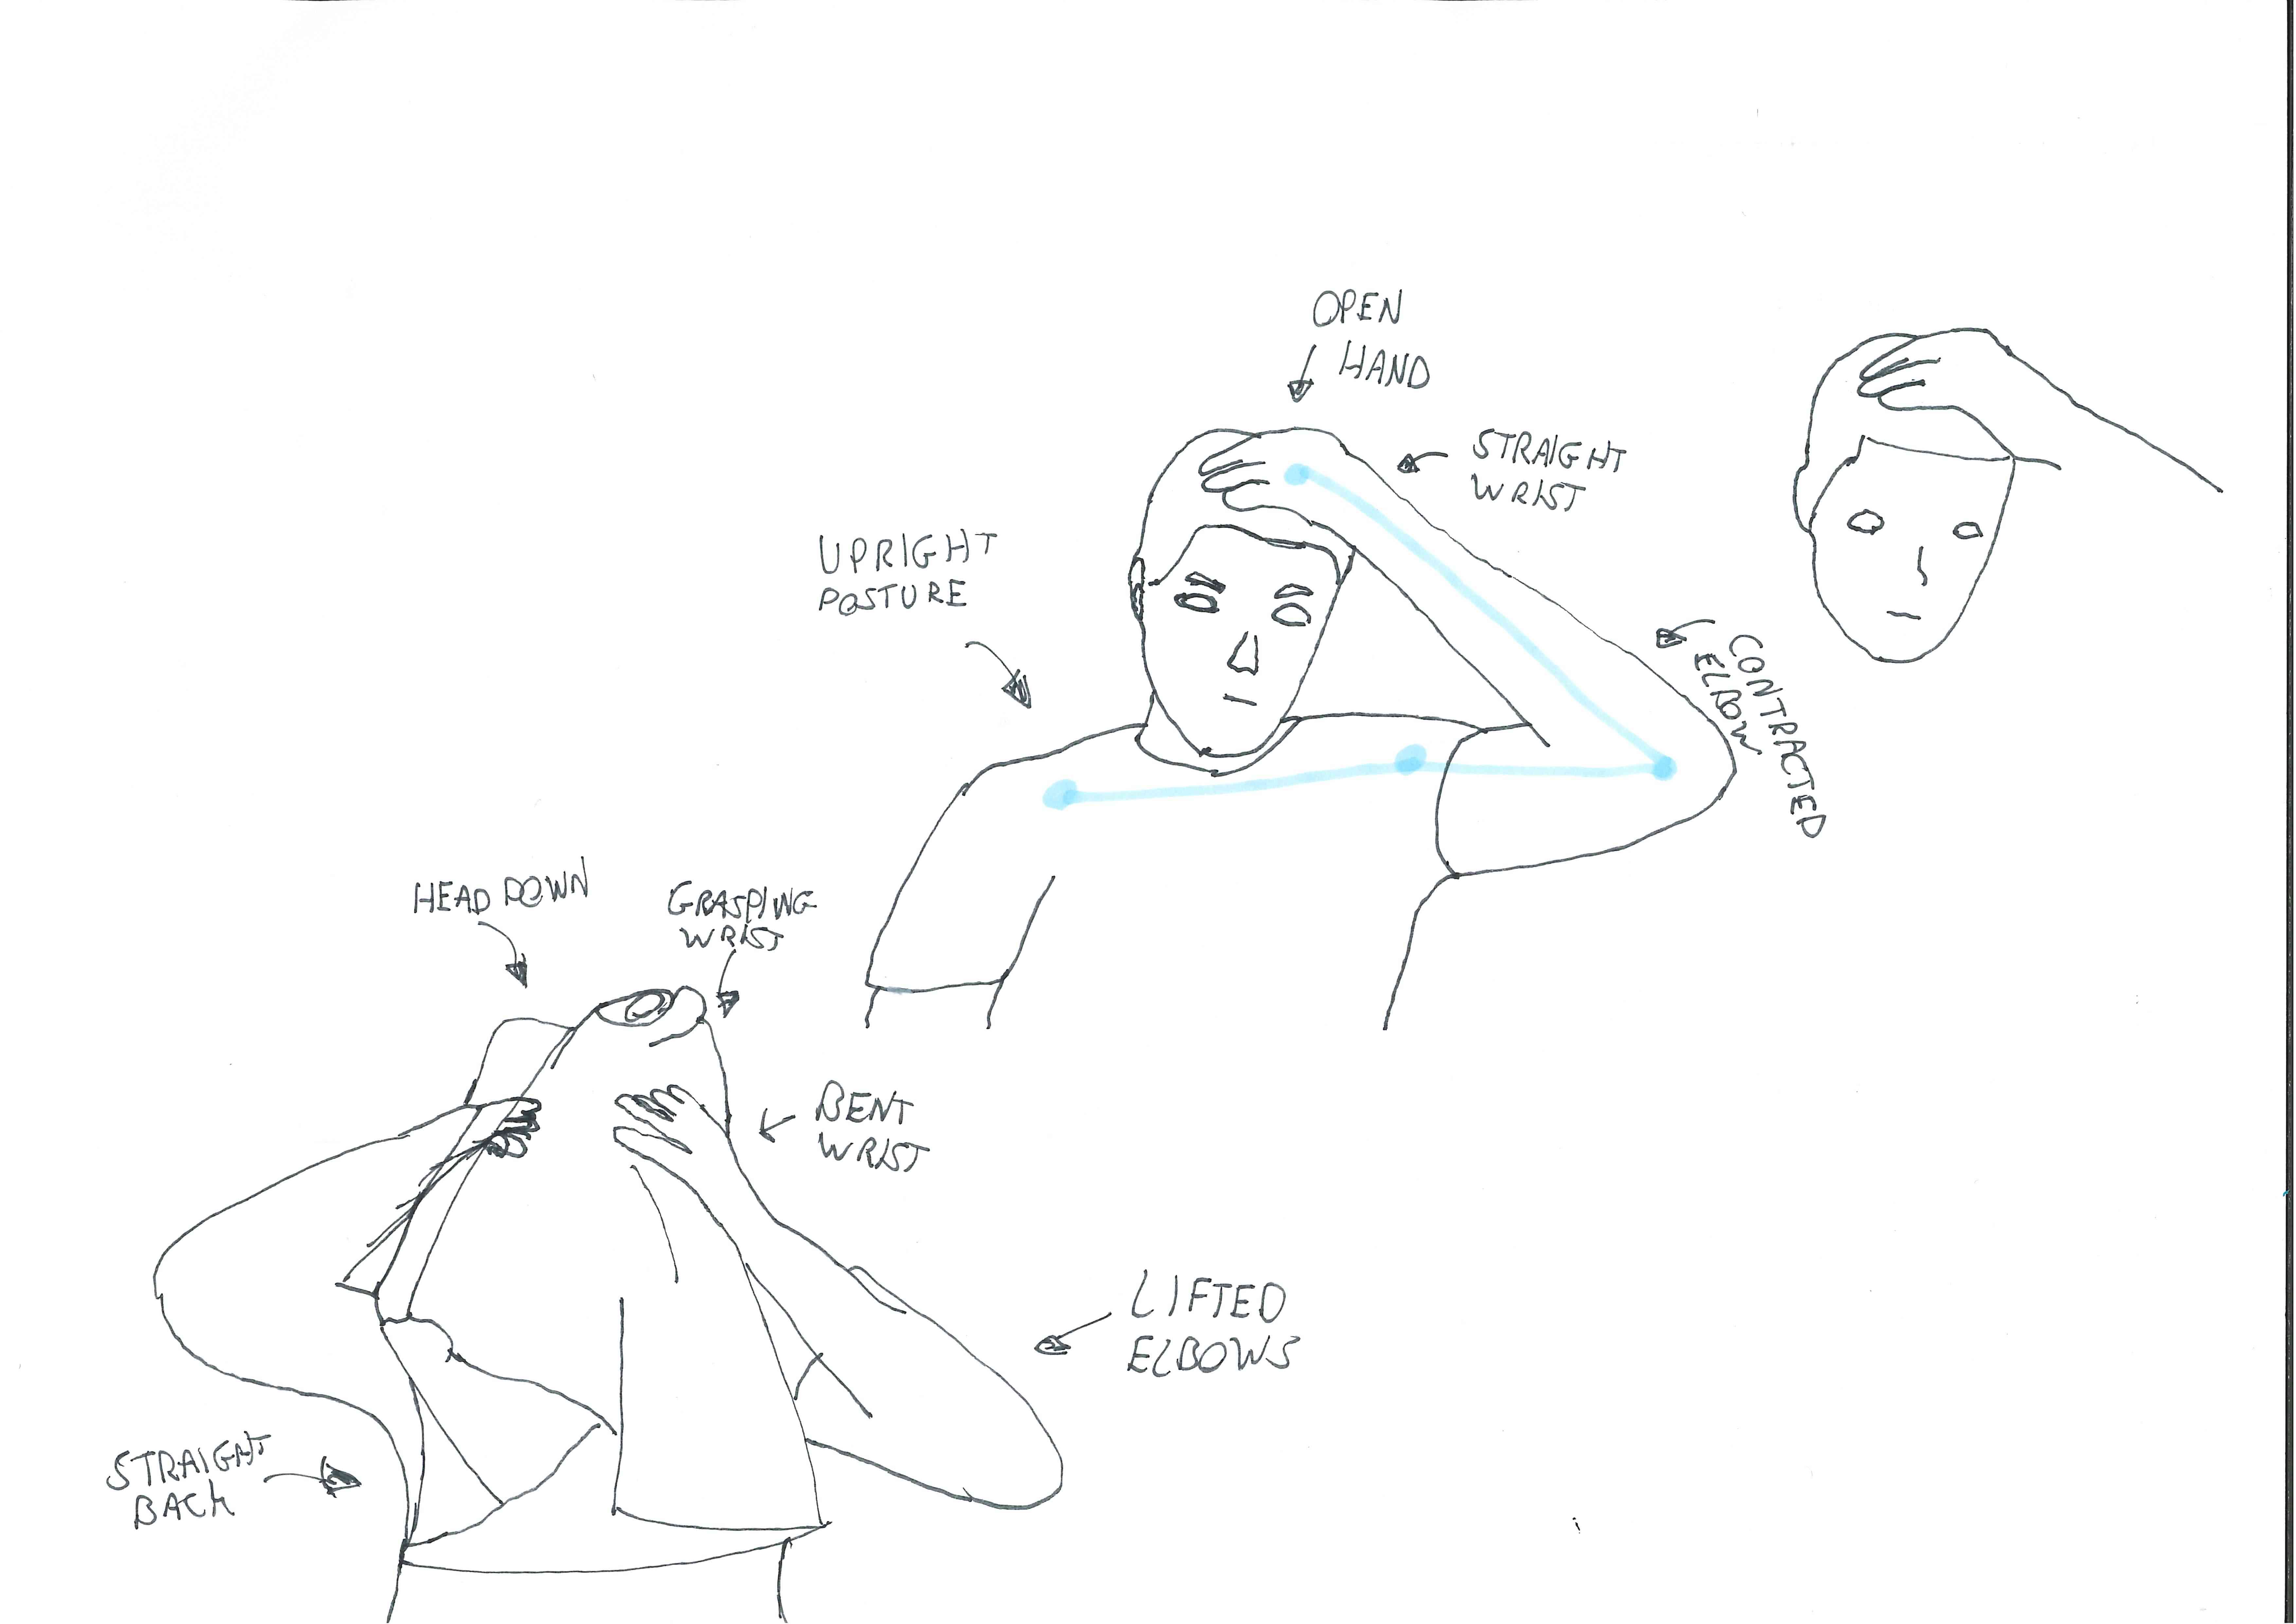 OPEN
HAND
STRAIGHT
WRIST
UPRIGHT
POSTURE
CONTRACTED
ELBOW
HEAD DOWN
GRASPING
WRIST
BENT
WRIST
LIFTED
ELBOWS
STRAIGHT
BACK